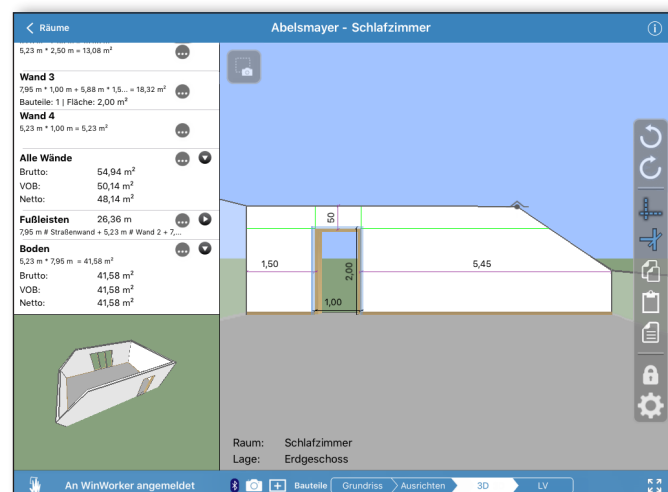 Räume
Abelsmayer - Schlafzimmer
5,23 m * 2,50 m = 13,08 m²
Wand 3
7,95 m * 1,00 m + 5,88 m * 1,5... = 18,32 m²
Bauteile: 1 | Fläche: 2,00 m²
Wand 4
5,23 m * 1,00 m = 5,23 m²
Alle Wände
Brutto: 54,94 m²
VOB: 50,14 m²
Netto: 48,14 m²
Fußleisten 26,36 m
7,95 m # Straßenwand + 5,23 m # Wand 2 + 7,...
Boden
5,23 m * 7,95 m = 41,58 m²
Brutto: 41,58 m²
VOB: 41,58 m²
Netto: 41,58 m²
50
1,50
2,00
5,45
1,00
Raum: Schlafzimmer
Lage: Erdgeschoss
An WinWorker angemeldet
Bauteile Grundriss Ausrichten 3D LV